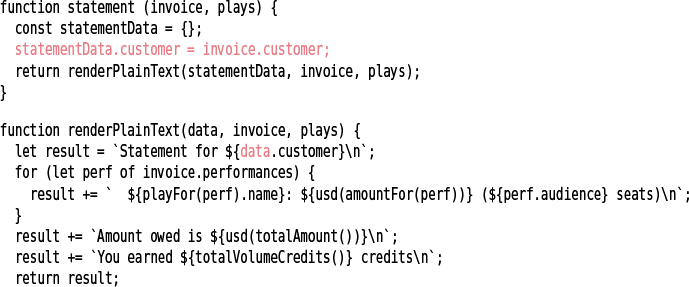 function statement (invoice, plays) {
  const statementData = {};
  statementData.customer = invoice.customer;
  return renderPlainText(statementData, invoice, plays);
}

function renderPlainText(data, invoice, plays) {
  let result = `Statement for ${data.customer}\n`;
  for (let perf of invoice.performances) {
    result += `  ${playFor(perf).name}: ${usd(amountFor(perf))} (${perf.audience} seats)\n`;
  }
  result += `Amount owed is ${usd(totalAmount())}\n`;
  result += `You earned ${totalVolumeCredits()} credits\n`;
  return result;